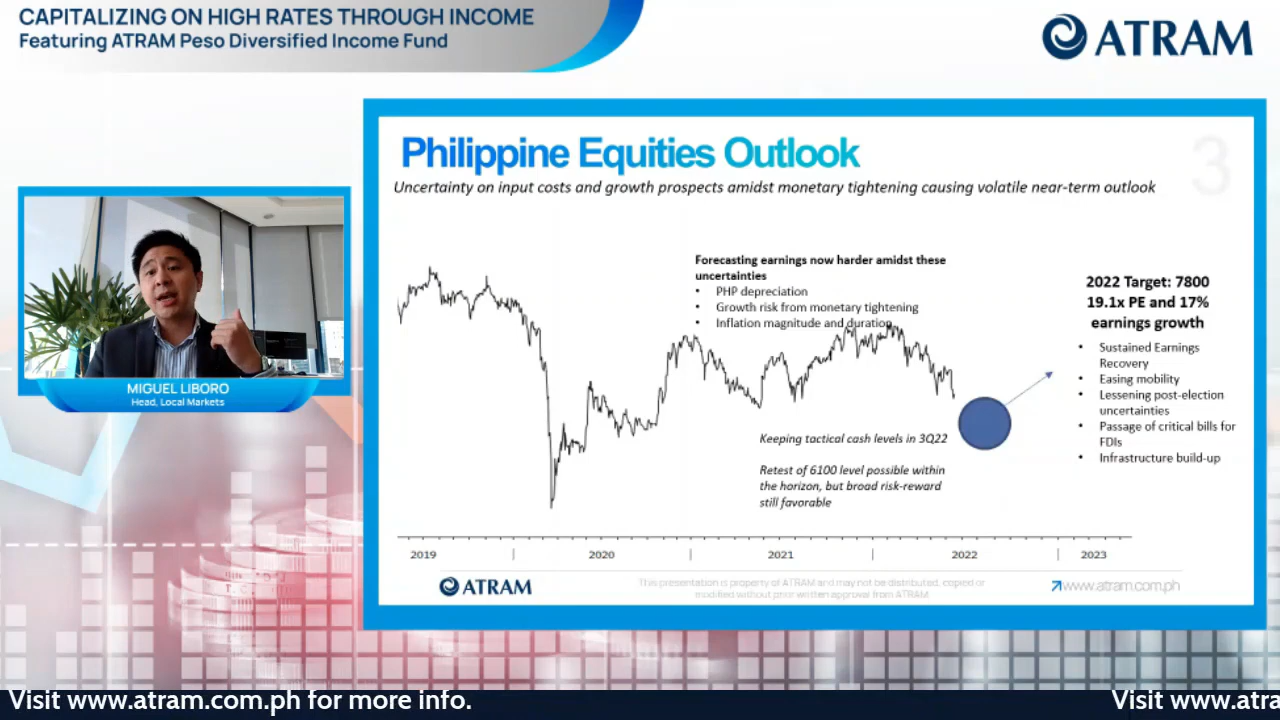 CAPITALIZING ON HIGH RATES THROUGH INCOME
Featuring ATRAM Peso Diversified Income Fund
ATRAM
Philippine Equities Outlook
3
Uncertainty on input costs and growth prospects amidst monetary tightening causing volatile near-term outlook
Forecasting earnings now harder amidst these
uncertainties
• PHP depreciation
• Growth risk from monetary tightening
• Inflation magnitude and duration
2022 Target: 7800
19.1x PE and 17%
earnings growth
• Sustained Earnings
Recovery
• Easing mobility
• Lessening post-election
uncertainties
• Passage of critical bills for
FDIs
• Infrastructure build-up
MIGUEL LIBORO
Head, Local Markets
Keeping tactical cash levels in 3Q22
Retest of 6100 level possible within
the horizon, but broad risk-reward
still favorable
2019 2020 2021 2022 2023
ATRAM
This presentation is property of ATRAM and may not be distributed, copied or
modified without prior written approval from ATRAM.
www.atram.com.ph
Visit www.atram.com.ph for more info.
Visit www.atra